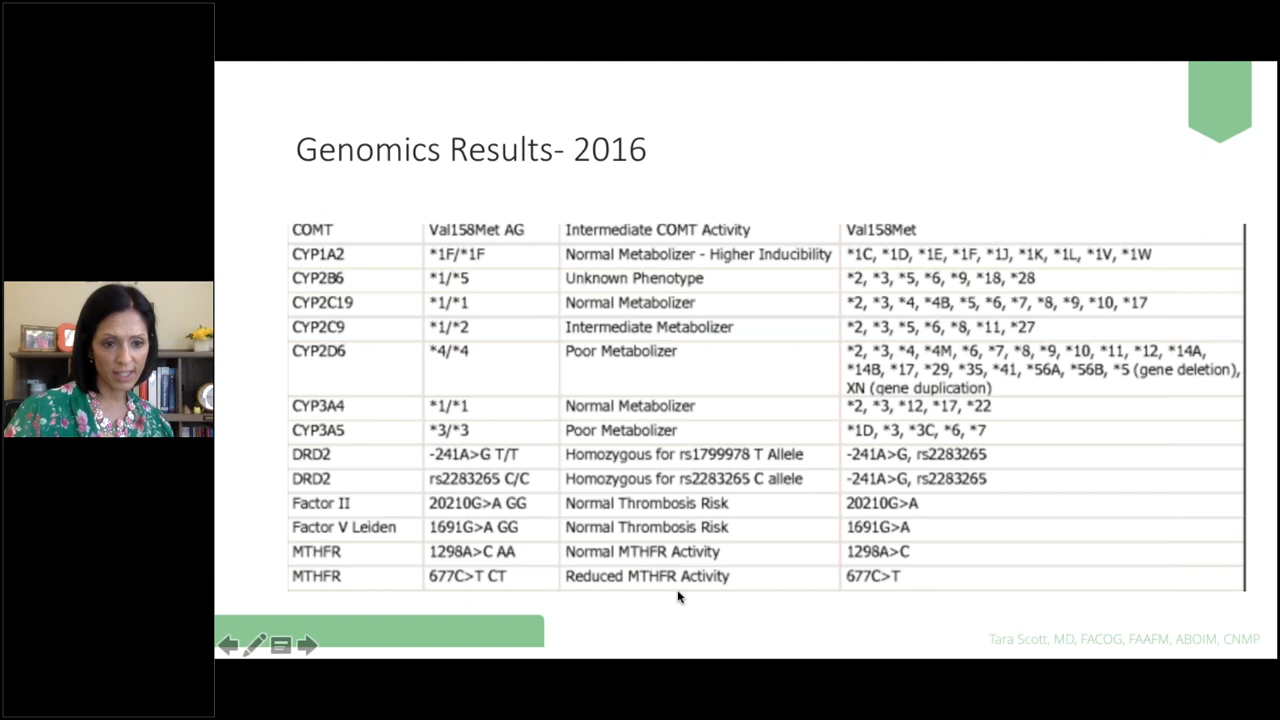 Genomics Results- 2016
COMT Val158Met AG Intermediate COMT Activity Val158Met
CYP1A2 *1F/*1F Normal Metabolizer - Higher Inducibility *1C, *1D, *1E, *1F, *1J, *1K, *1L, *1V, *1W
CYP2B6 *1/*5 Unknown Phenotype *2, *3, *5, *6, *9, *18, *28
CYP2C19 *1/*1 Normal Metabolizer *2, *3, *4, *4B, *5, *6, *7, *8, *9, *10, *17
CYP2C9 *1/*2 Intermediate Metabolizer *2, *3, *5, *6, *8, *11, *27
CYP2D6 *4/*4 Poor Metabolizer *2, *3, *4, *4M, *6, *7, *8, *9, *10, *11, *12, *14A,
*14B, *17, *29, *35, *41, *56A, *56B, *5 (gene deletion),
XN (gene duplication)
CYP3A4 *1/*1 Normal Metabolizer *2, *3, *12, *17, *22
CYP3A5 *3/*3 Poor Metabolizer *1D, *3, *3C, *6, *7
DRD2 -241A>G T/T Homozygous for rs1799978 T Allele -241A>G, rs2283265
DRD2 rs2283265 C/C Homozygous for rs2283265 C allele -241A>G, rs2283265
Factor II 20210G>A GG Normal Thrombosis Risk 20210G>A
Factor V Leiden 1691G>A GG Normal Thrombosis Risk 1691G>A
MTHFR 1298A>C AA Normal MTHFR Activity 1298A>C
MTHFR 677C>T CT Reduced MTHFR Activity 677C>T
Tara Scott, MD, FACOG, FAAFM, ABOIM, CNMP